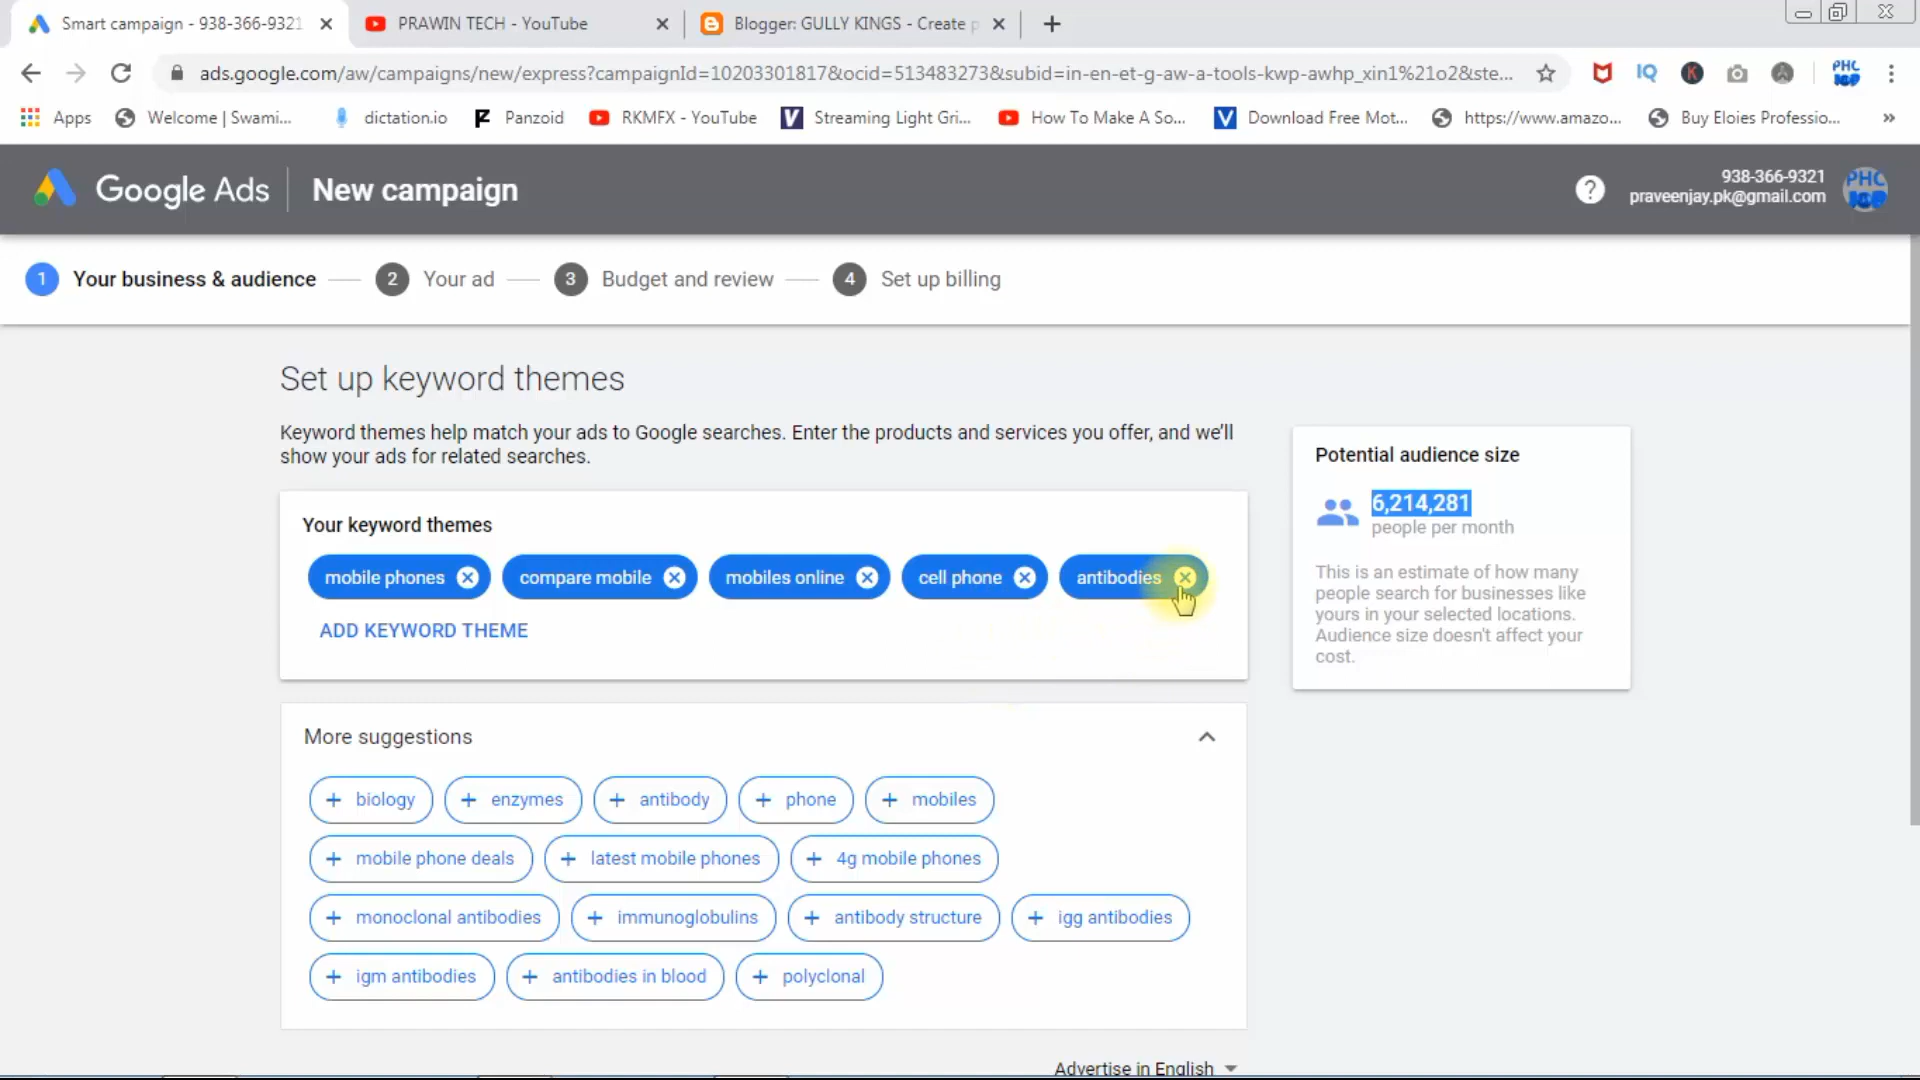 Smart campaign - 938-366-9321
PRAWIN TECH - YouTube
Blogger: GULLY KINGS - Create p
ads.google.com/aw/campaigns/new/express?campaignId=10203301817&ocid=513483273&subid=in-en-et-g-aw-a-tools-kwp-awhp_xin1%21o2&ste...
IQ
K
PHC
Apps
Welcome | Swami...
dictation.io
Panzoid
RKMFX - YouTube
Streaming Light Gri...
How To Make A So...
Download Free Mot...
https://www.amazo...
Buy Eloies Professio...
»
Google Ads
New campaign
?
938-366-9321
praveenjay.pk@gmail.com
PHC
1 Your business & audience
2 Your ad
3 Budget and review
4 Set up billing
Set up keyword themes
Keyword themes help match your ads to Google searches. Enter the products and services you offer, and we'll
show your ads for related searches.
Your keyword themes
mobile phones
compare mobile
mobiles online
cell phone
antibodies
ADD KEYWORD THEME
Potential audience size
6,214,281
people per month
This is an estimate of how many
people search for businesses like
yours in your selected locations.
Audience size doesn't affect your
cost.
More suggestions
+ biology
+ enzymes
+ antibody
+ phone
+ mobiles
+ mobile phone deals
+ latest mobile phones
+ 4g mobile phones
+ monoclonal antibodies
+ immunoglobulins
+ antibody structure
+ igg antibodies
+ igm antibodies
+ antibodies in blood
+ polyclonal
Advertise in English